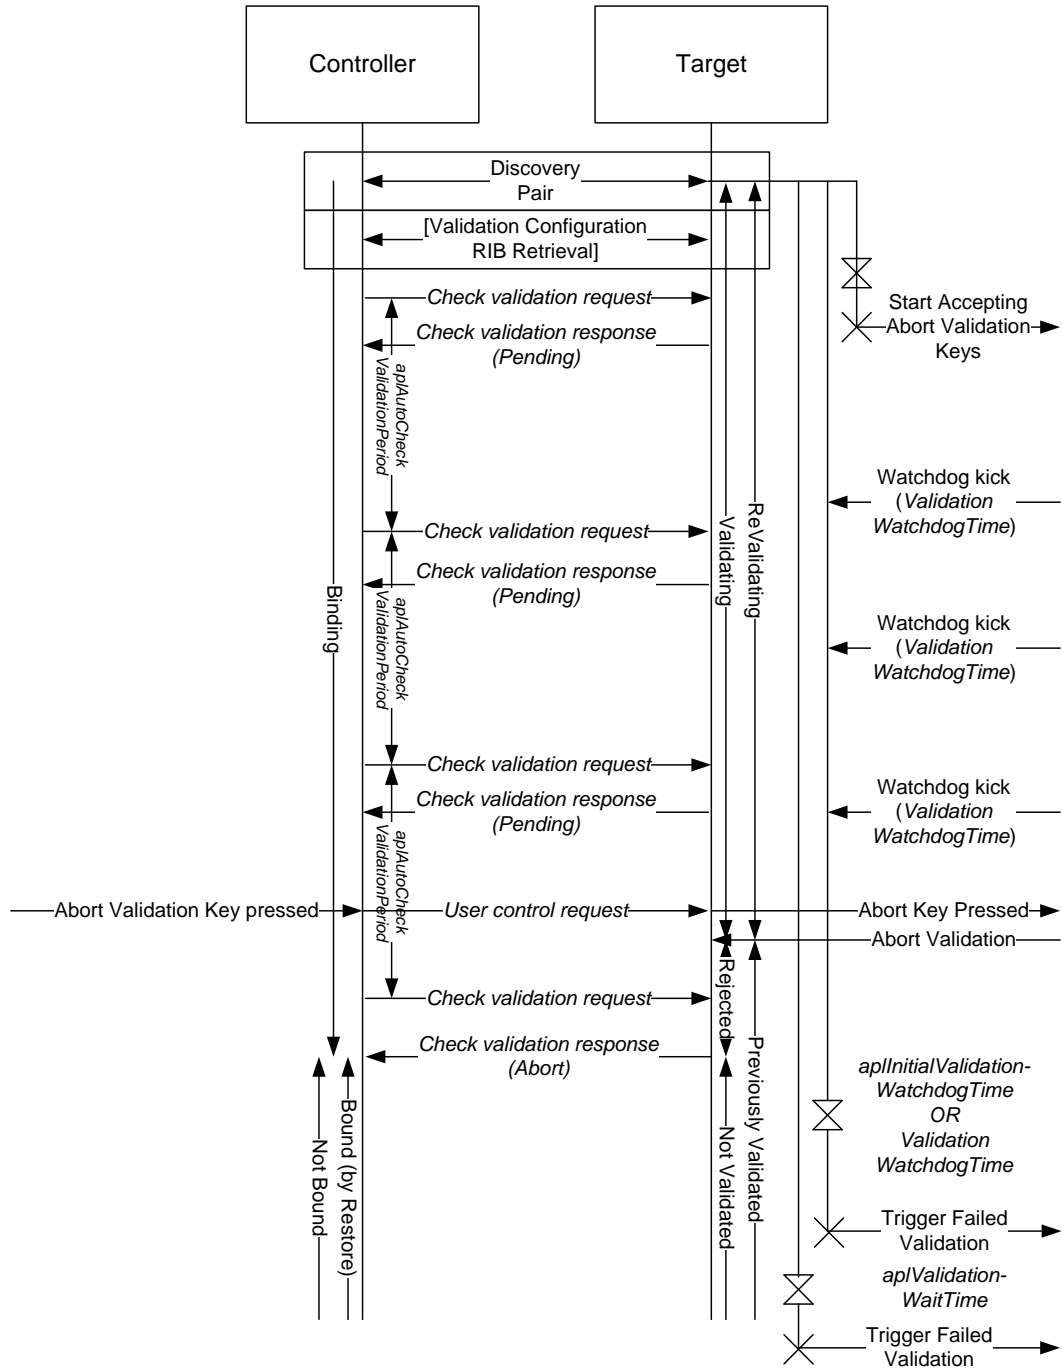 Controller
Target
Discovery
Pair
[Validation Configuration
RIB Retrieval]
Check validation request
Start Accepting
Abort Validation
Keys
Check validation response
(Pending)
aplAutoCheck
ValidationPeriod
Watchdog kick
(Validation
WatchdogTime)
Check validation request
Validating
ReValidating
Binding
Check validation response
(Pending)
aplAutoCheck
ValidationPeriod
Watchdog kick
(Validation
WatchdogTime)
Check validation request
Check validation response
(Pending)
Watchdog kick
(Validation
WatchdogTime)
aplAutoCheck
ValidationPeriod
Abort Validation Key pressed
User control request
Abort Key Pressed
Abort Validation
Rejected
Check validation request
Check validation response
(Abort)
Previously Validated
Not Validated
Bound (by Restore)
Not Bound
aplInitialValidation-
WatchdogTime
OR
Validation
WatchdogTime
Trigger Failed
Validation
aplValidation-
WaitTime
Trigger Failed
Validation